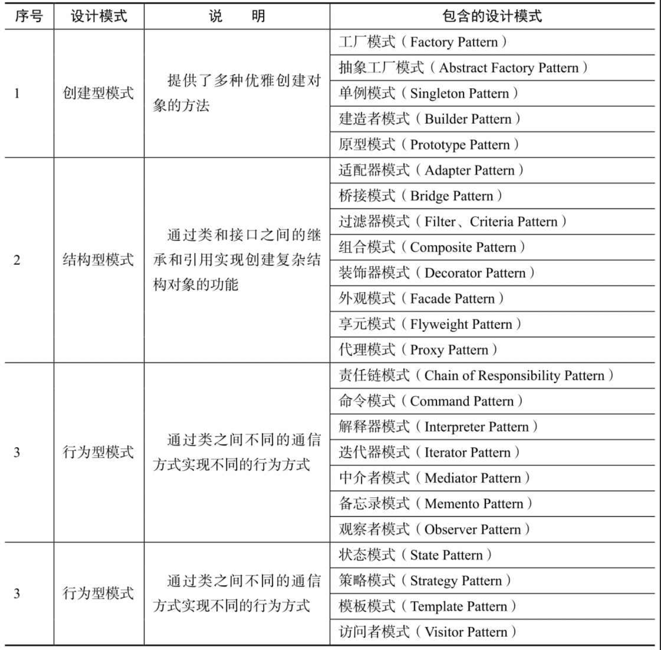 序号 设计模式 说 明 包含的设计模式
1 创建型模式 提供了多种优雅创建对
象的方法
工厂模式（Factory Pattern）
抽象工厂模式（Abstract Factory Pattern）
单例模式（Singleton Pattern）
建造者模式（Builder Pattern）
原型模式（Prototype Pattern）
2 结构型模式 通过类和接口之间的继
承和引用实现创建复杂结
构对象的功能
适配器模式（Adapter Pattern）
桥接模式（Bridge Pattern）
过滤器模式（Filter、Criteria Pattern）
组合模式（Composite Pattern）
装饰器模式（Decorator Pattern）
外观模式（Facade Pattern）
享元模式（Flyweight Pattern）
代理模式（Proxy Pattern）
3 行为型模式 通过类之间不同的通信
方式实现不同的行为方式
责任链模式（Chain of Responsibility Pattern）
命令模式（Command Pattern）
解释器模式（Interpreter Pattern）
迭代器模式（Iterator Pattern）
中介者模式（Mediator Pattern）
备忘录模式（Memento Pattern）
观察者模式（Observer Pattern）
3 行为型模式 通过类之间不同的通信
方式实现不同的行为方式
状态模式（State Pattern）
策略模式（Strategy Pattern）
模板模式（Template Pattern）
访问者模式（Visitor Pattern）